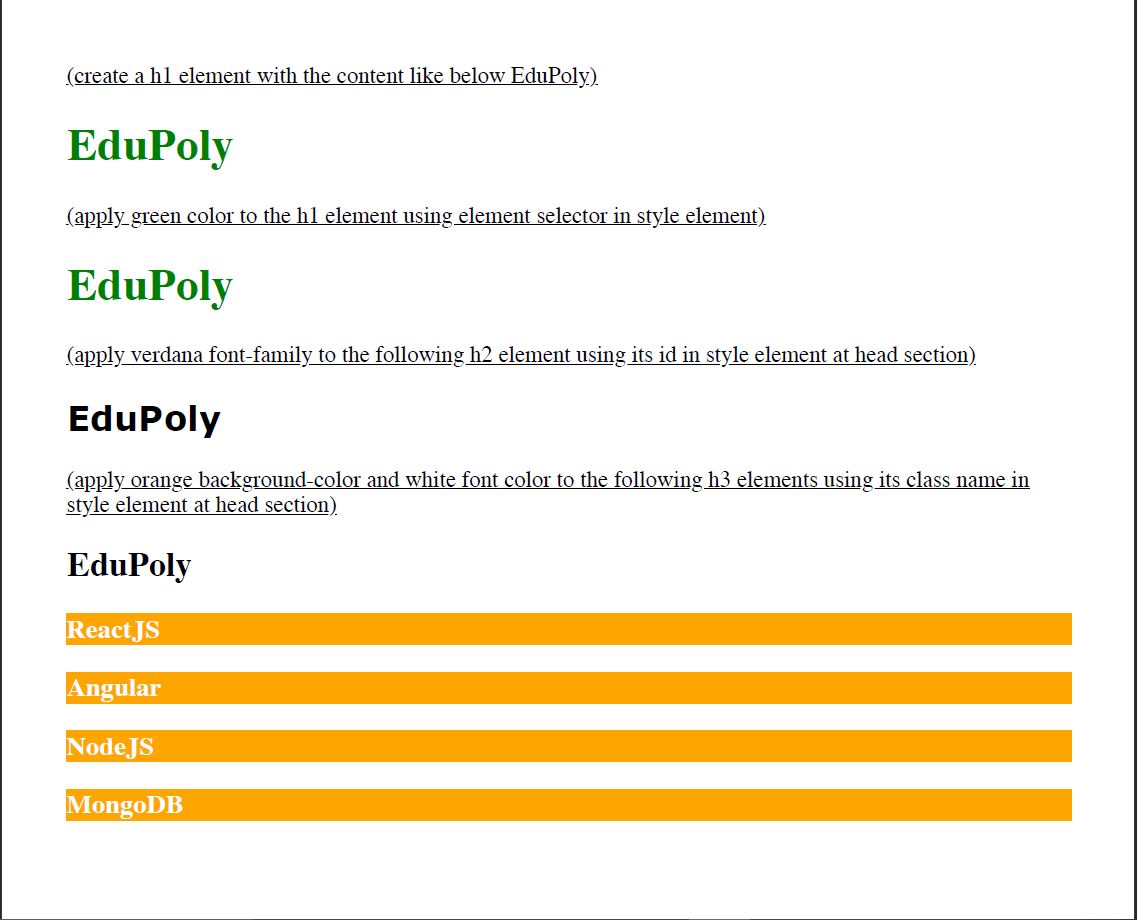 (create a h1 element with the content like below EduPoly)
EduPoly
(apply green color to the h1 element using element selector in style element)
EduPoly
(apply verdana font-family to the following h2 element using its id in style element at head section)
EduPoly
(apply orange background-color and white font color to the following h3 elements using its class name in
style element at head section)
EduPoly
ReactJS
Angular
NodeJS
MongoDB